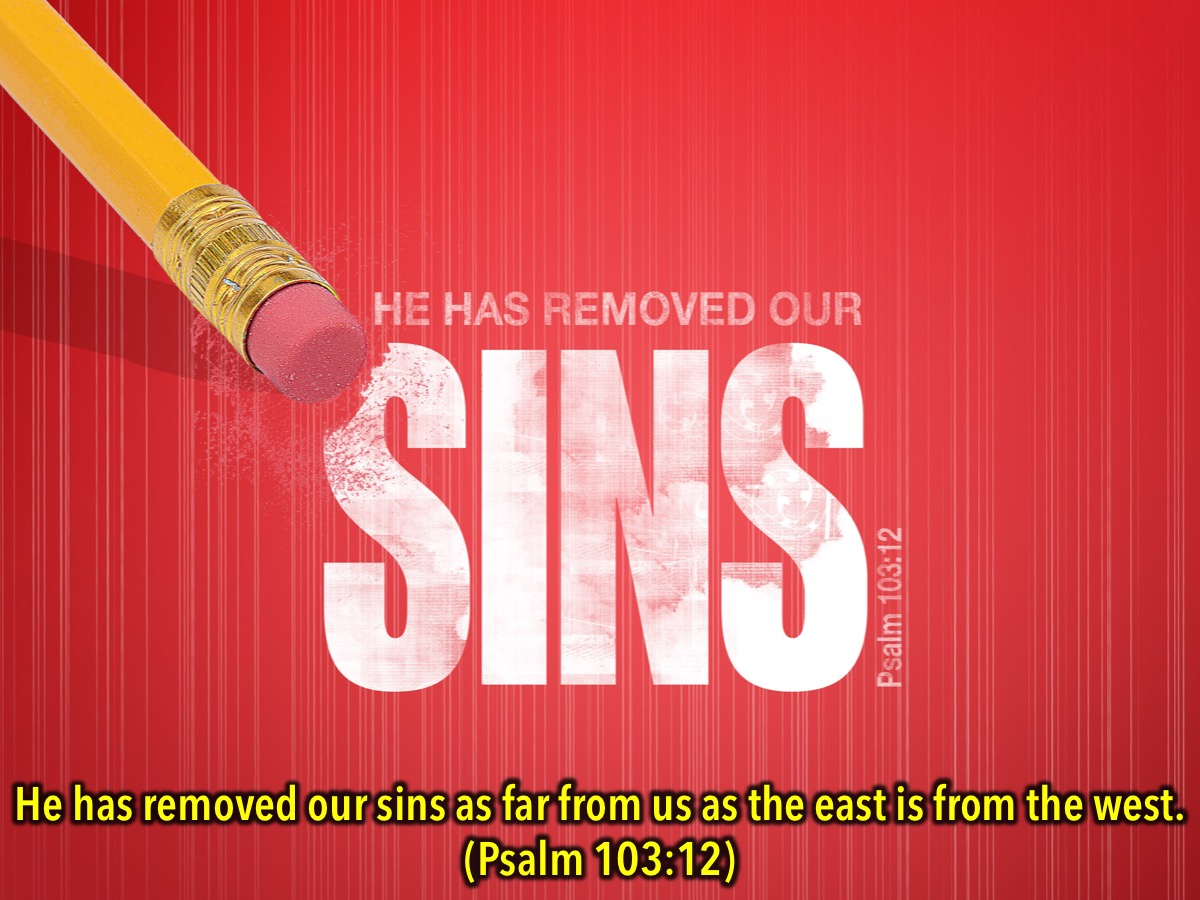 HE HAS REMOVED OUR
SINS
Psalm 103:12
He has removed our sins as far from us as the east is from the west.
(Psalm 103:12)